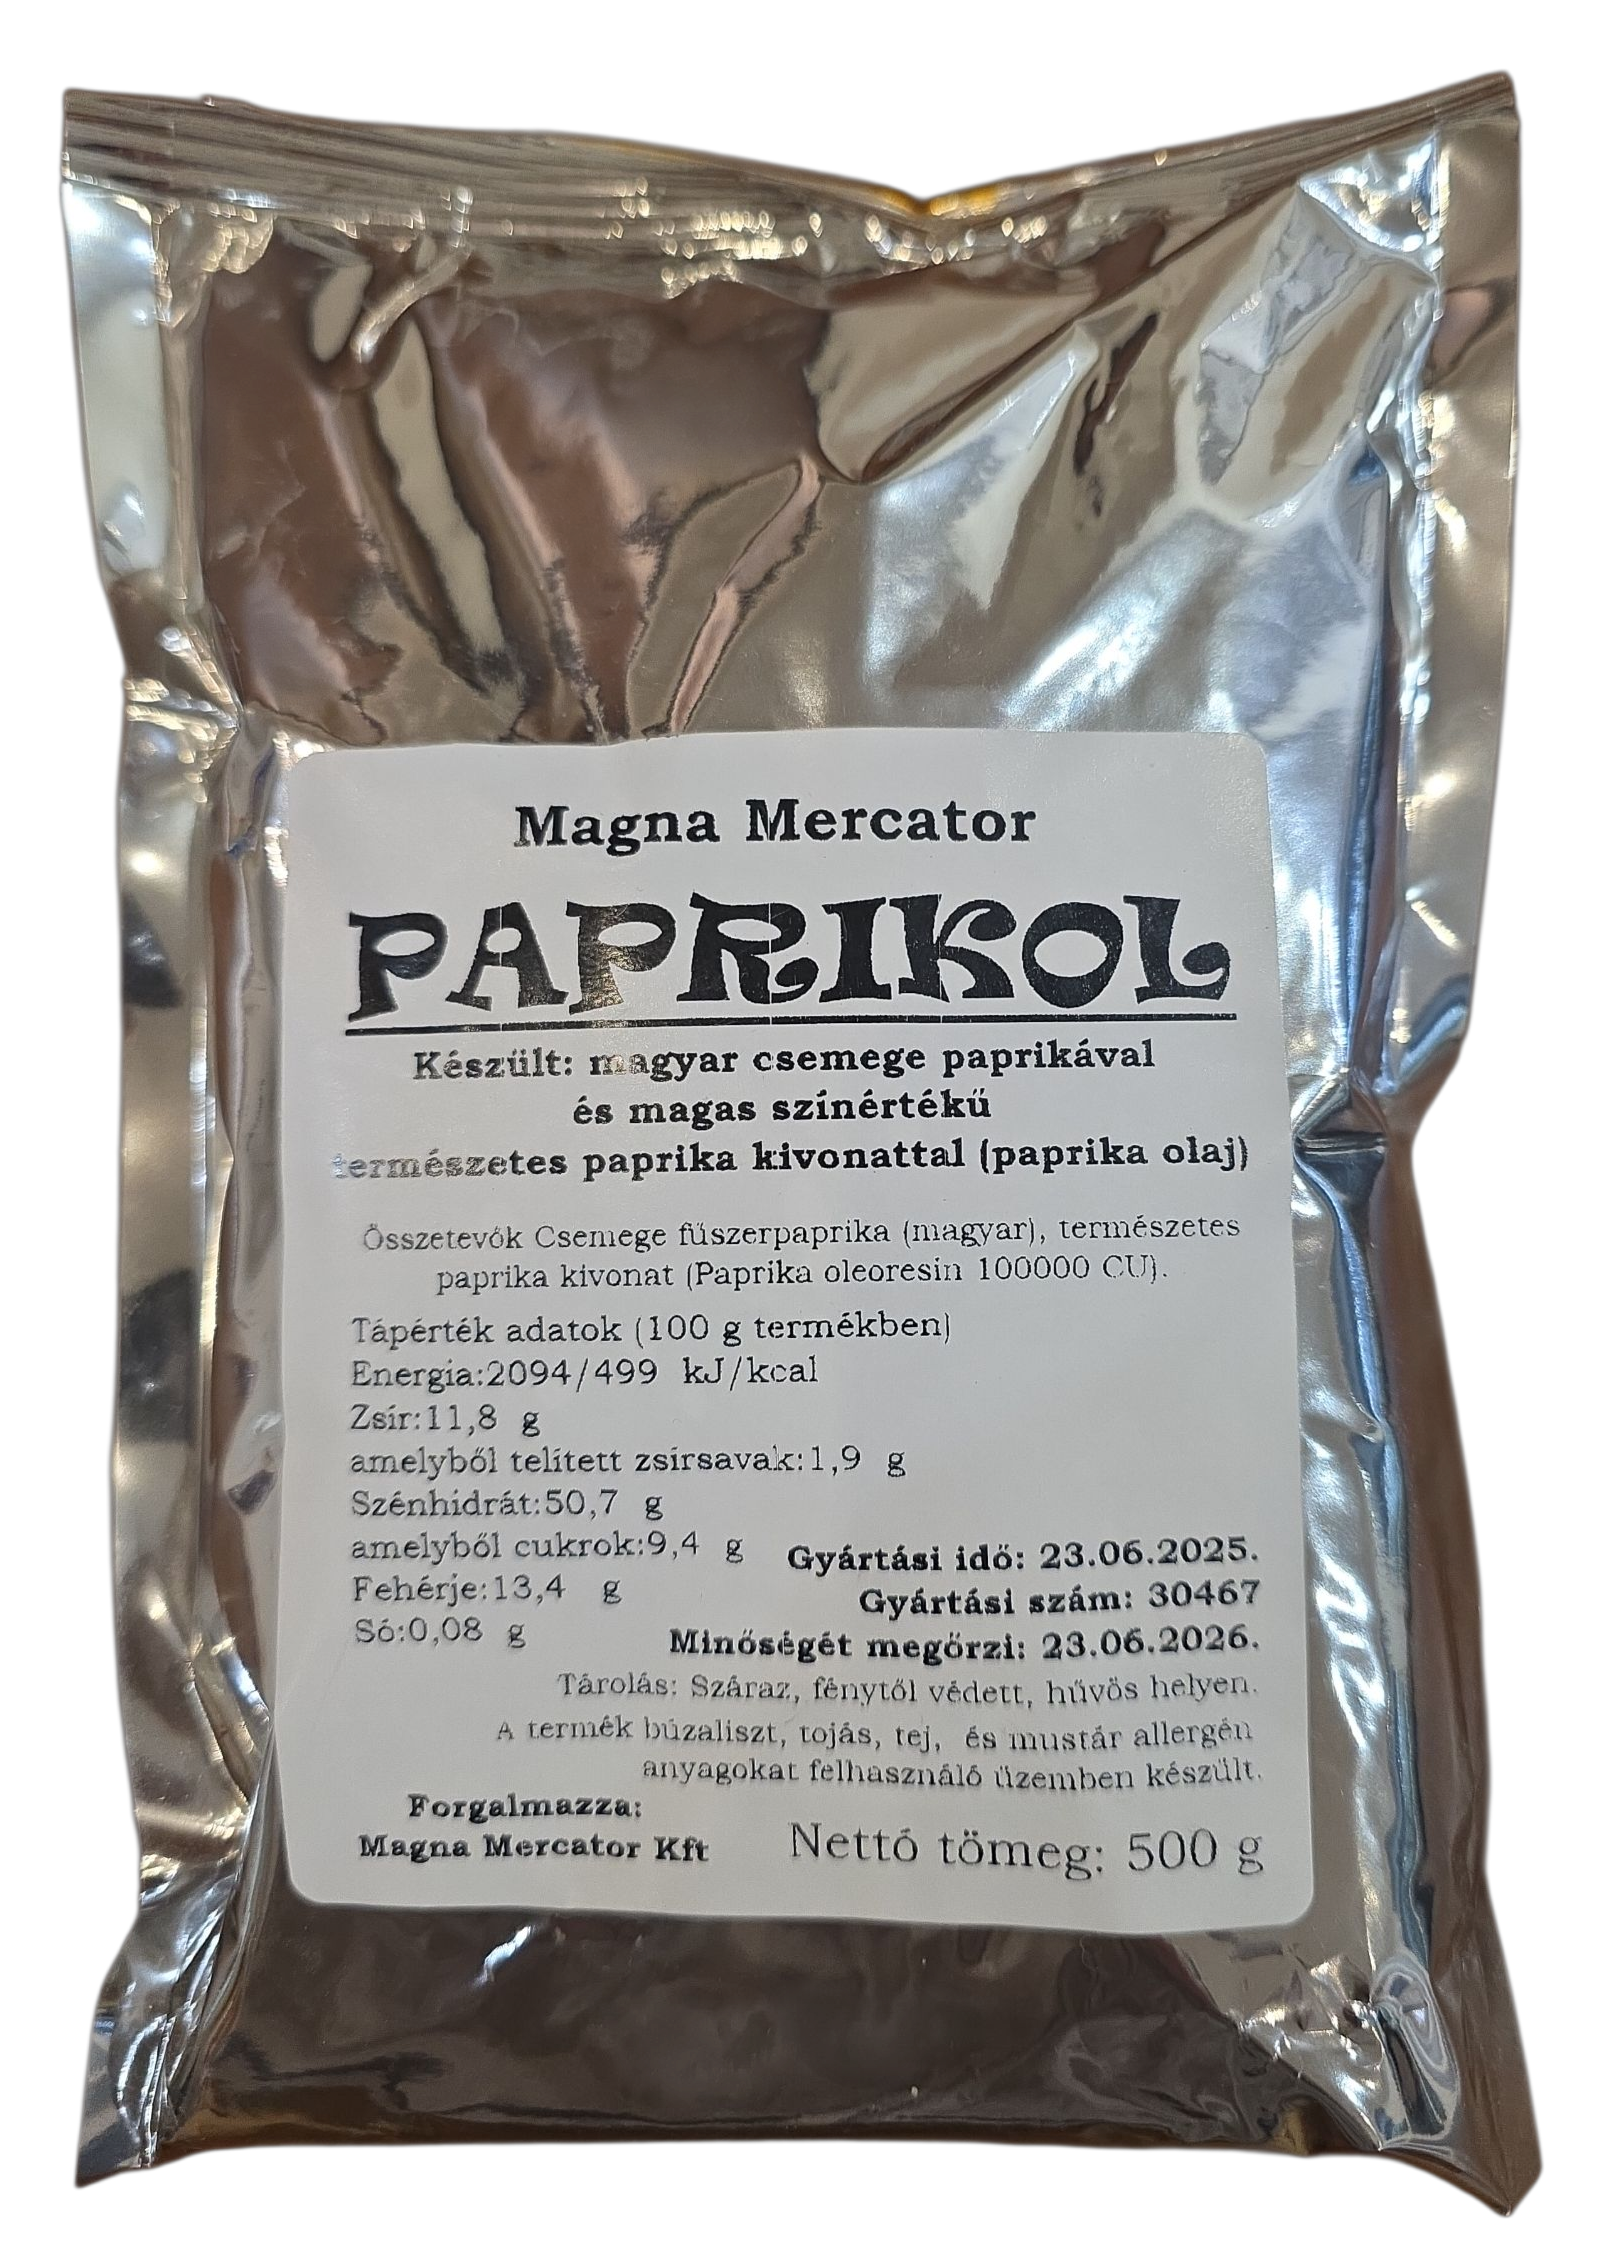 Magna Mercator
PAPRIKOL
Készült: magyar csemege paprikával
és magas színértékű
természetes paprika kivonattal (paprika olaj)
Összetevők Csemege fűszerpaprika (magyar), természetes
paprika kivonat (Paprika oleoresin 100000 CU).
Tápérték adatok (100 g termékben)
Energia:2094/499 kJ/kcal
Zsír:11,8 g
amelyből telített zsírsavak:1,9 g
Szénhidrát:50,7 g
amelyből cukrok:9,4 g
Fehérje:13,4 g
Só:0,08 g
Gyártási idő: 23.06.2025.
Gyártási szám: 30467
Minőségét megőrzi: 23.06.2026.
Tárolás: Száraz, fénytől védett, hűvös helyen.
A termék búzaliszt, tojás, tej, és mustár allergén
anyagokat felhasználó üzemben készült.
Forgalmazza:
Magna Mercator Kft
Nettó tömeg: 500 g